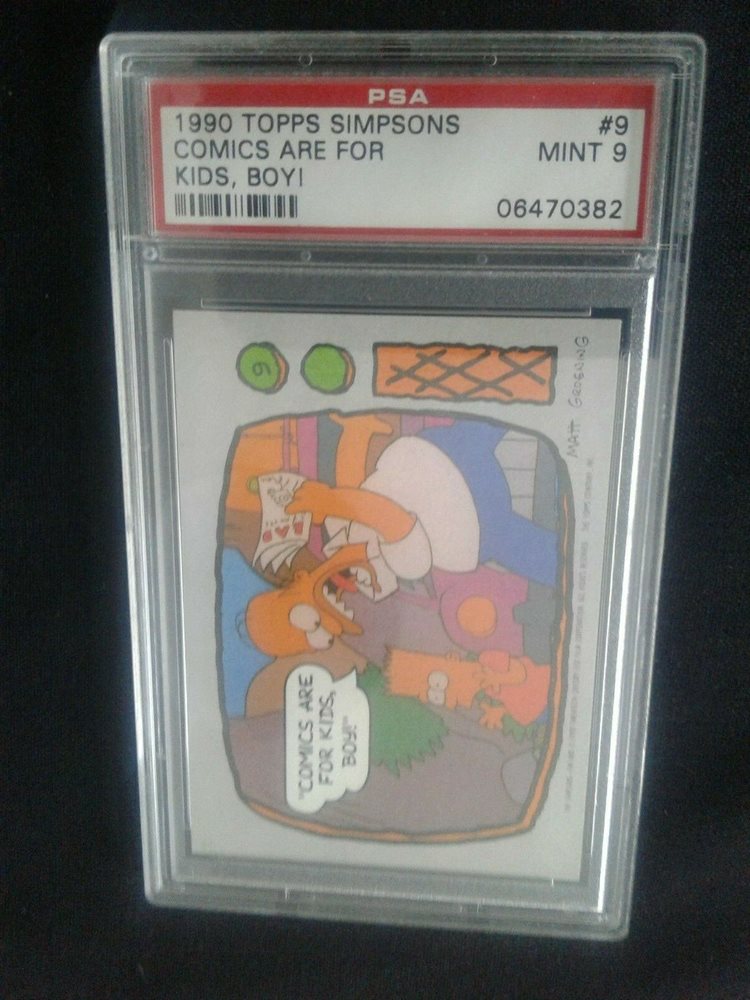 PSA
1990 TOPPS SIMPSONS #9
COMICS ARE FOR MINT 9
KIDS, BOY!
06470382
9
MATT GROENING
DAD
"COMICS ARE
FOR KIDS,
BOY!"